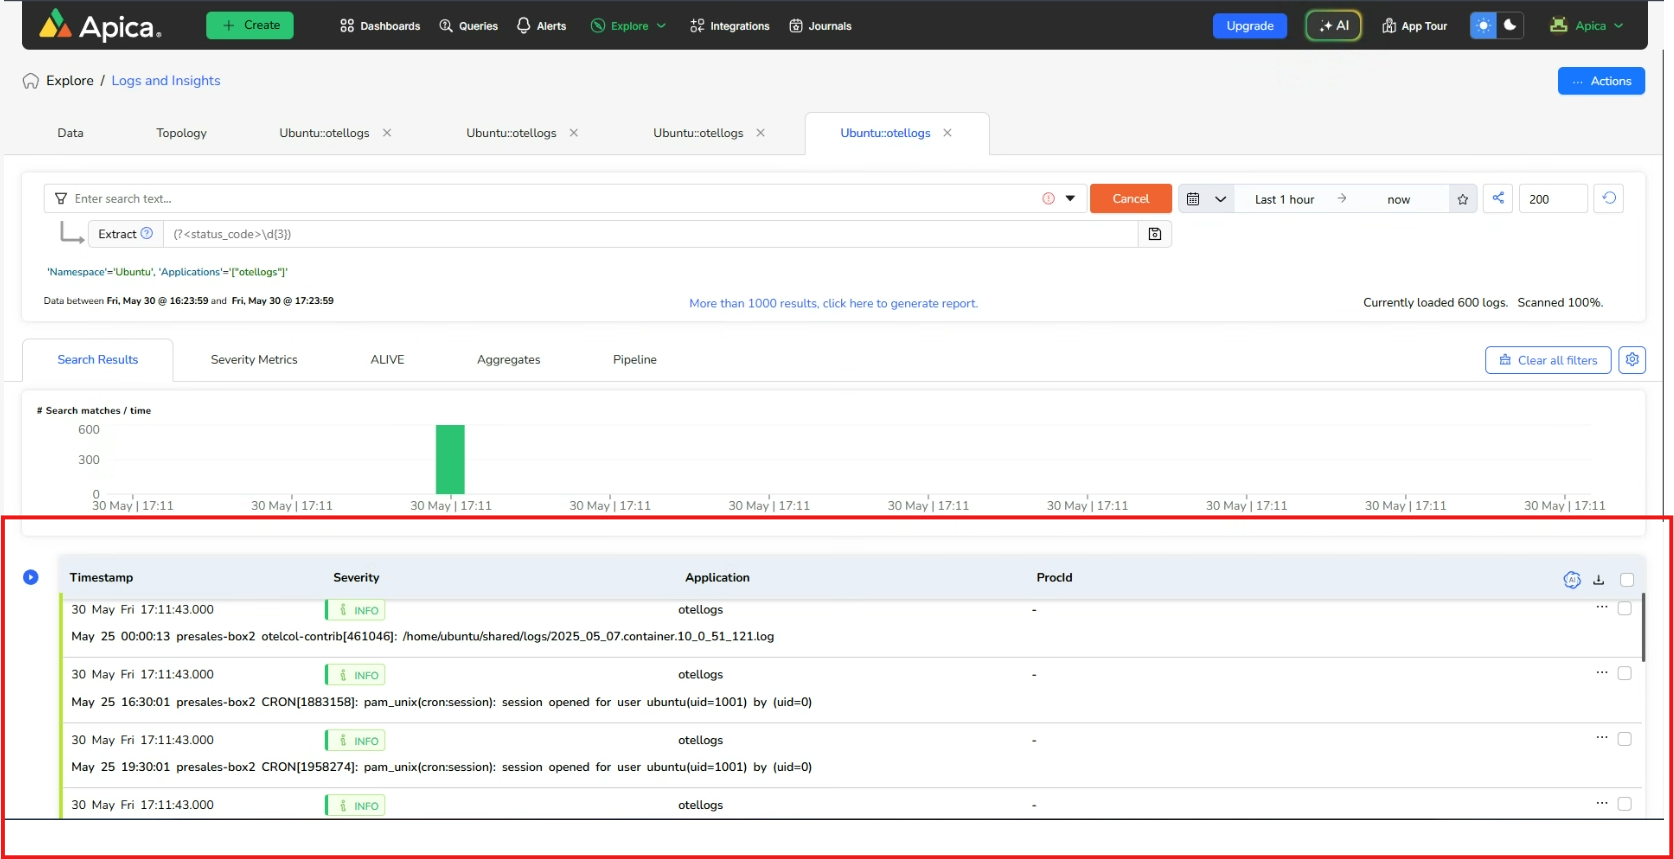 Apica. + Create Dashboards Queries Alerts Explore Integrations Journals Upgrade AI App Tour Apica
Explore / Logs and Insights ... Actions
Data Topology Ubuntu::otellogs × Ubuntu::otellogs × Ubuntu::otellogs × Ubuntu::otellogs ×
Enter search text... Cancel Last 1 hour → now 200
Extract (?<status_code>\d{3})
'Namespace'='Ubuntu', 'Applications'='["otellogs"]'
Data between Fri, May 30 @ 16:23:59 and Fri, May 30 @ 17:23:59 More than 1000 results, click here to generate report. Currently loaded 600 logs. Scanned 100%.
Search Results Severity Metrics ALIVE Aggregates Pipeline Clear all filters
# Search matches / time
600
300
0
30 May | 17:11 30 May | 17:11 30 May | 17:11 30 May | 17:11 30 May | 17:11 30 May | 17:11 30 May | 17:11 30 May | 17:11 30 May | 17:11 30 May | 17:11
Timestamp Severity Application ProcId AI
30 May Fri 17:11:43.000 i INFO otellogs - ...
May 25 00:00:13 presales-box2 otelcol-contrib[461046]: /home/ubuntu/shared/logs/2025_05_07.container.10_0_51_121.log
30 May Fri 17:11:43.000 i INFO otellogs - ...
May 25 16:30:01 presales-box2 CRON[1883158]: pam_unix(cron:session): session opened for user ubuntu(uid=1001) by (uid=0)
30 May Fri 17:11:43.000 i INFO otellogs - ...
May 25 19:30:01 presales-box2 CRON[1958274]: pam_unix(cron:session): session opened for user ubuntu(uid=1001) by (uid=0)
30 May Fri 17:11:43.000 i INFO otellogs - ...